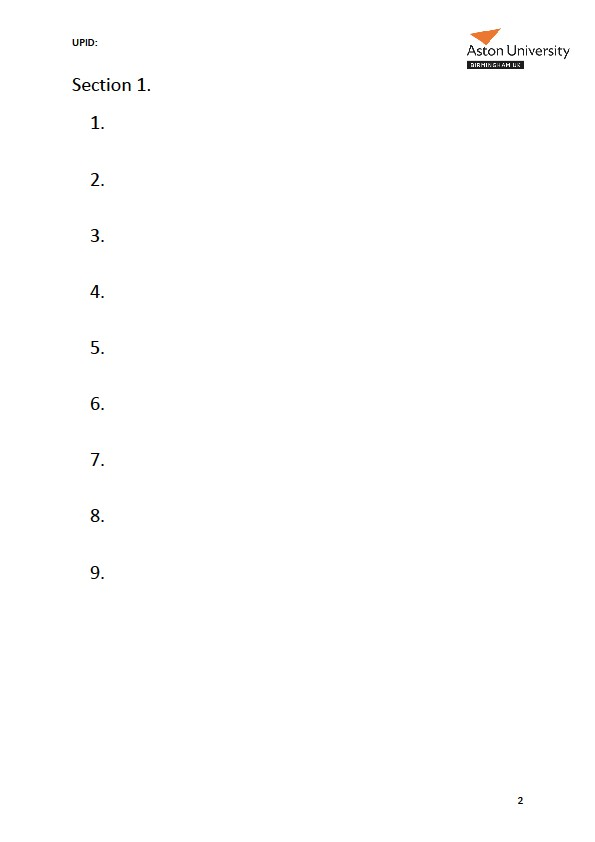 UPID:
Aston University
BIRMINGHAM UK
Section 1.
1.
2.
3.
4.
5.
6.
7.
8.
9.
2